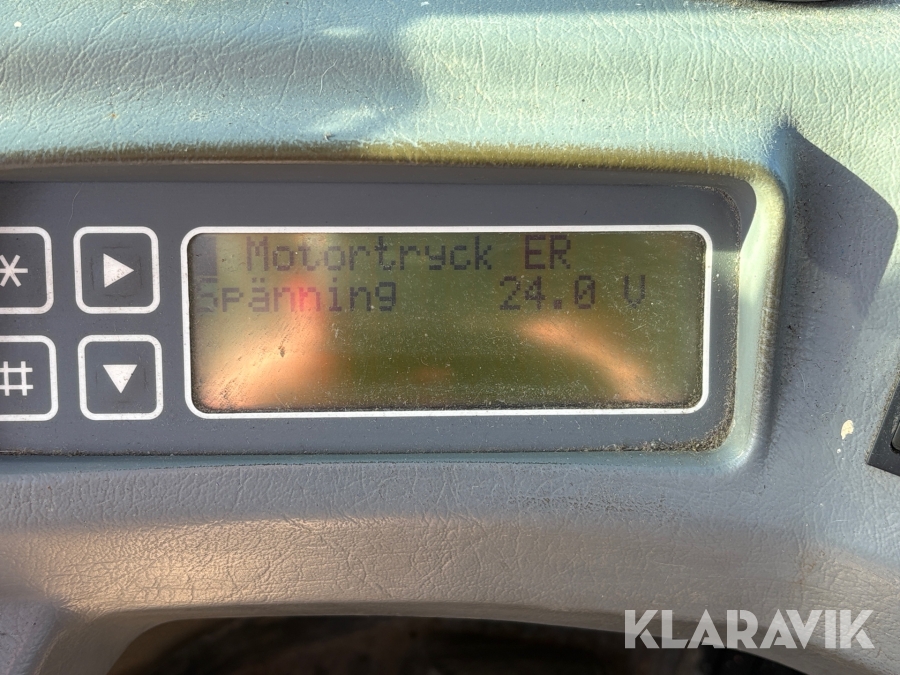 Motortryck ER
Spänning 24.0 V
*
#
KLARAVIK